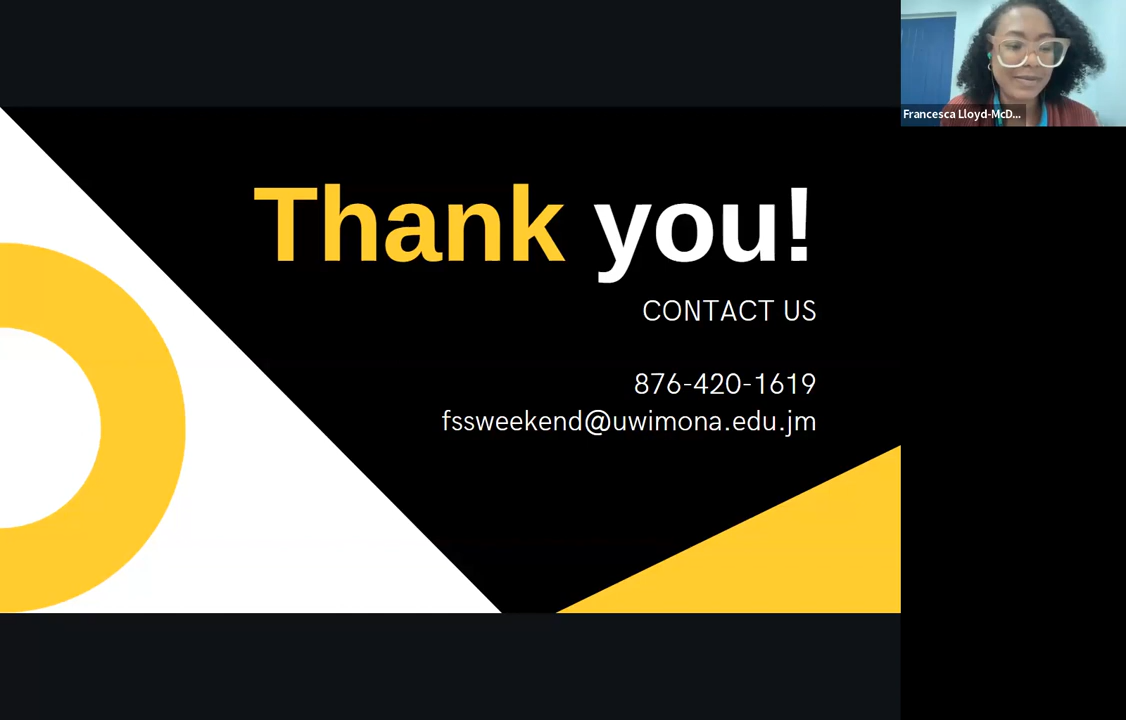 Francesca Lloyd-McD...
Thank you!
CONTACT US
876-420-1619
fssweekend@uwimona.edu.jm